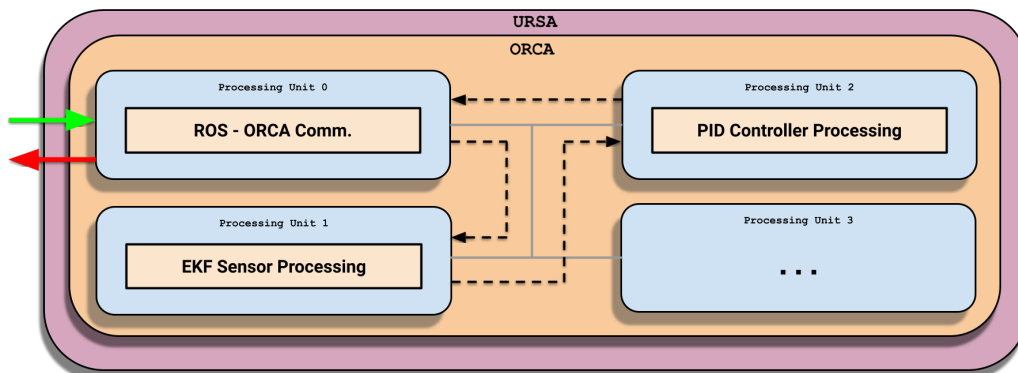 URSA
ORCA
Processing Unit 0
ROS - ORCA Comm.
Processing Unit 2
PID Controller Processing
Processing Unit 1
EKF Sensor Processing
Processing Unit 3
...